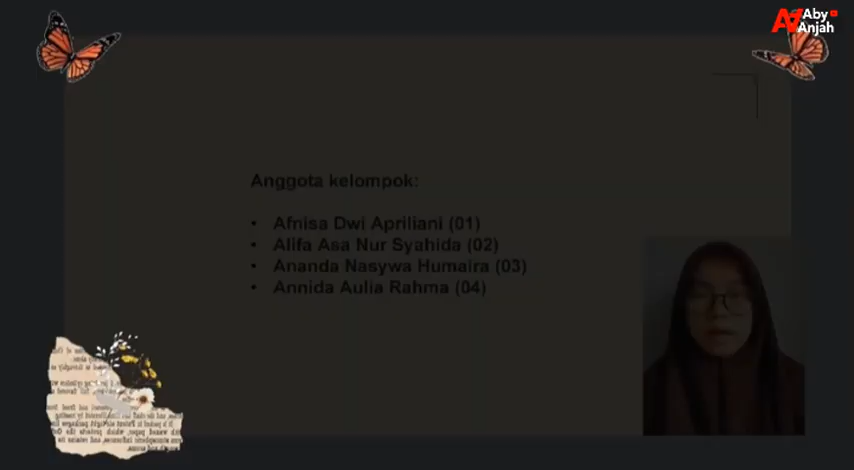 Aby
Anjah
Anggota kelompok:
• Afnisa Dwi Apriliani (01)
• Alifa Asa Nur Syahida (02)
• Ananda Nasywa Humaira (03)
• Annida Aulia Rahma (04)